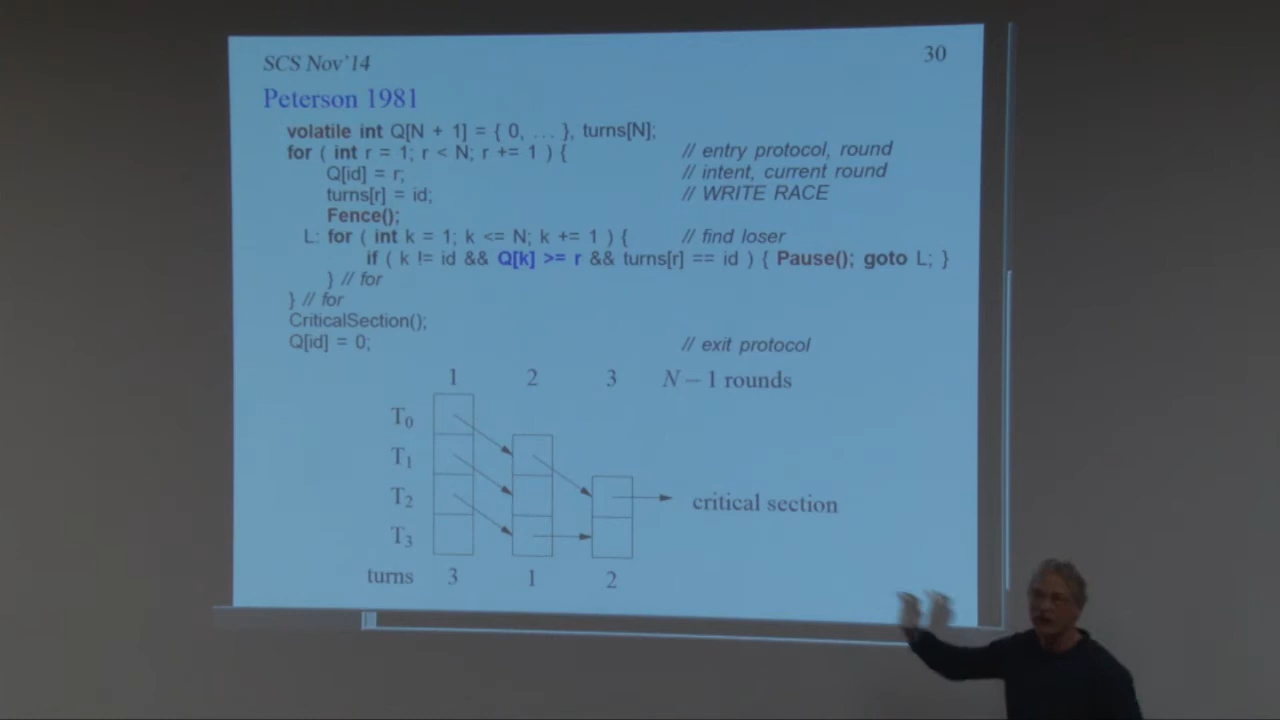 SCS Nov'14 30
Peterson 1981
volatile int Q[N + 1] = { 0, ... }, turns[N];
for ( int r = 1; r < N; r += 1 ) { // entry protocol, round
Q[id] = r; // intent, current round
turns[r] = id; // WRITE RACE
Fence();
L: for ( int k = 1; k <= N; k += 1 ) { // find loser
if ( k != id && Q[k] >= r && turns[r] == id ) { Pause(); goto L; }
} // for
} // for
CriticalSection();
Q[id] = 0; // exit protocol
1 2 3 N − 1 rounds
T0
T1
T2 critical section
T3
turns 3 1 2